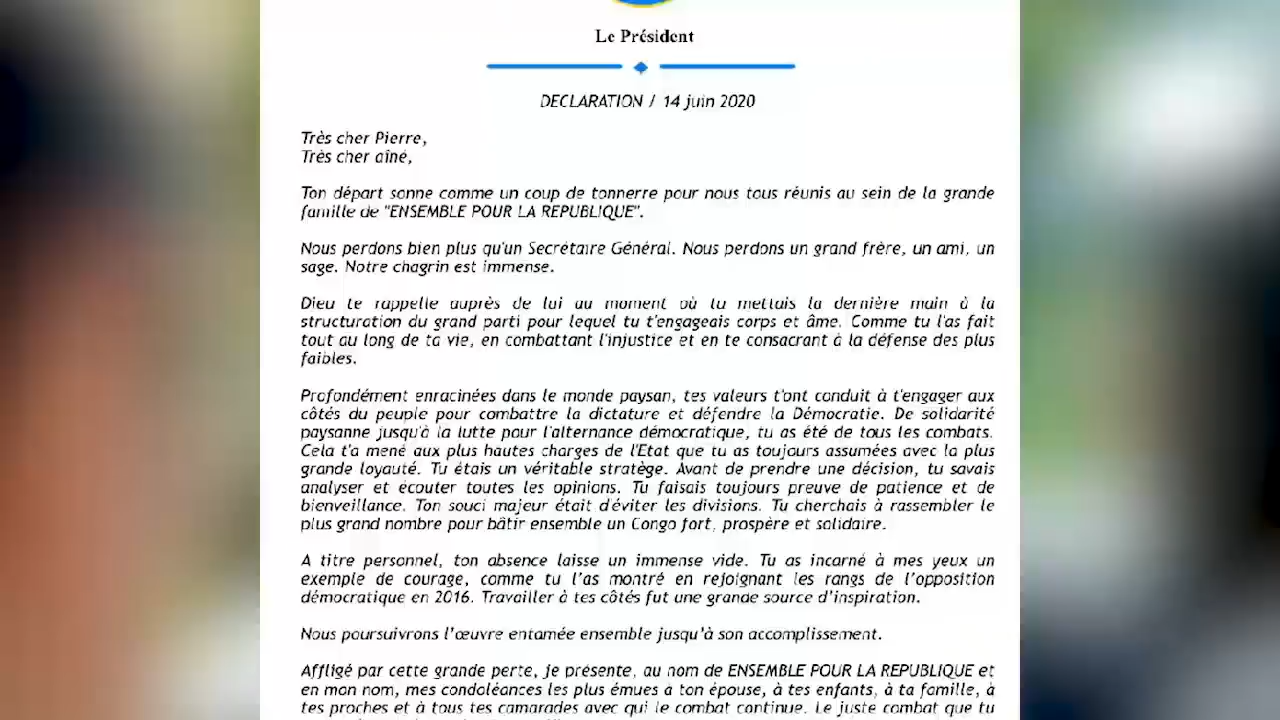 Le Président
DECLARATION / 14 juin 2020
Très cher Pierre,
Très cher aîné,
Ton départ sonne comme un coup de tonnerre pour nous tous réunis au sein de la grande
famille de "ENSEMBLE POUR LA REPUBLIQUE".
Nous perdons bien plus qu'un Secrétaire Général. Nous perdons un grand frère, un ami, un
sage. Notre chagrin est immense.
Dieu te rappelle auprès de lui au moment où tu mettais la dernière main à la
structuration du grand parti pour lequel tu t'engageais corps et âme. Comme tu l'as fait
tout au long de ta vie, en combattant l'injustice et en te consacrant à la défense des plus
faibles.
Profondément enracinées dans le monde paysan, tes valeurs t'ont conduit à t'engager aux
côtés du peuple pour combattre la dictature et défendre la Démocratie. De solidarité
paysanne jusqu'à la lutte pour l'alternance démocratique, tu as été de tous les combats.
Cela t'a mené aux plus hautes charges de l'Etat que tu as toujours assumées avec la plus
grande loyauté. Tu étais un véritable stratège. Avant de prendre une décision, tu savais
analyser et écouter toutes les opinions. Tu faisais toujours preuve de patience et de
bienveillance. Ton souci majeur était d'éviter les divisions. Tu cherchais à rassembler le
plus grand nombre pour bâtir ensemble un Congo fort, prospère et solidaire.
A titre personnel, ton absence laisse un immense vide. Tu as incarné à mes yeux un
exemple de courage, comme tu l’as montré en rejoignant les rangs de l’opposition
démocratique en 2016. Travailler à tes côtés fut une grande source d’inspiration.
Nous poursuivrons l’œuvre entamée ensemble jusqu’à son accomplissement.
Affligé par cette grande perte, je présente, au nom de ENSEMBLE POUR LA REPUBLIQUE et
en mon nom, mes condoléances les plus émues à ton épouse, à tes enfants, à ta famille, à
tes proches et à tous tes camarades avec qui le combat continue. Le juste combat que tu